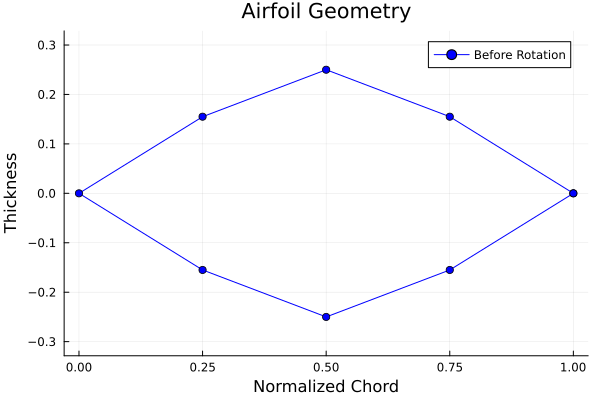 Airfoil Geometry
Before Rotation
Thickness
0.3
0.2
0.1
0.0
−0.1
−0.2
−0.3
0.00 0.25 0.50 0.75 1.00
Normalized Chord